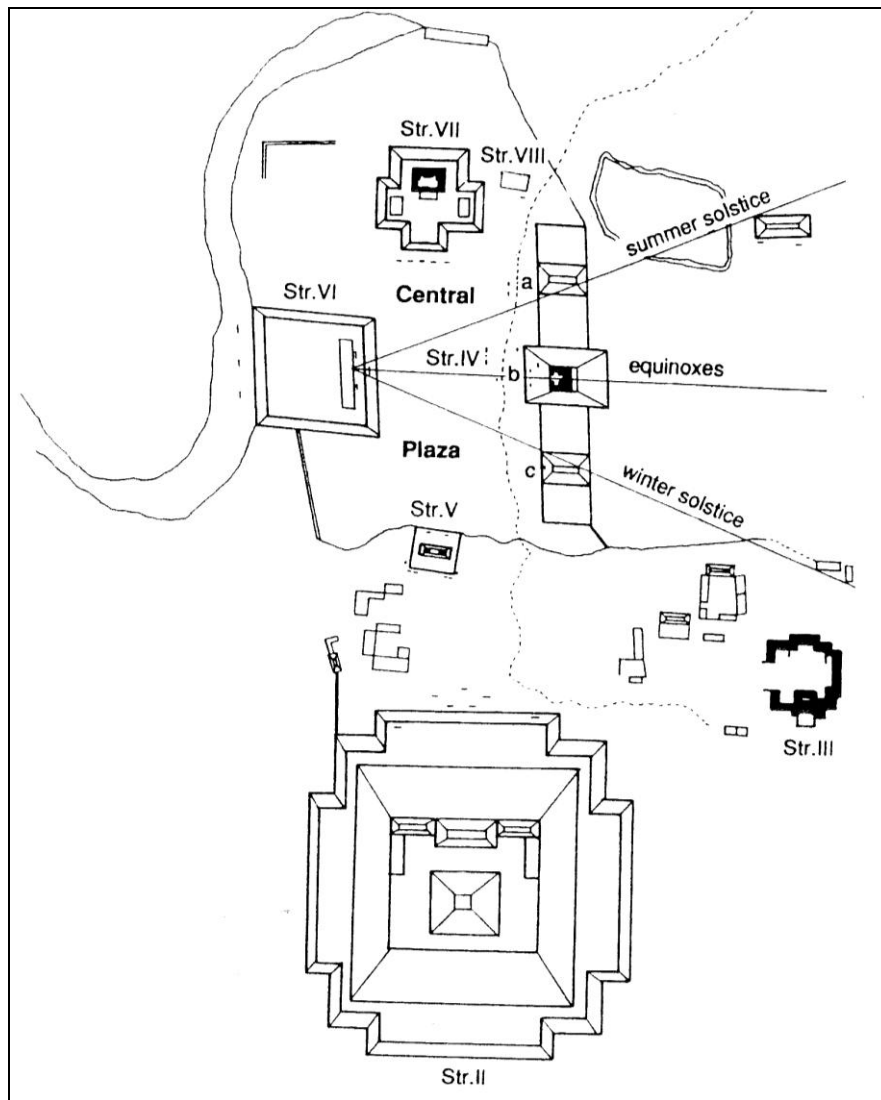 Str.VII
Str.VIII
summer solstice
a
Str.VI
Central
Str.IV
b
equinoxes
Plaza
c
winter solstice
Str.V
Str.III
Str.II